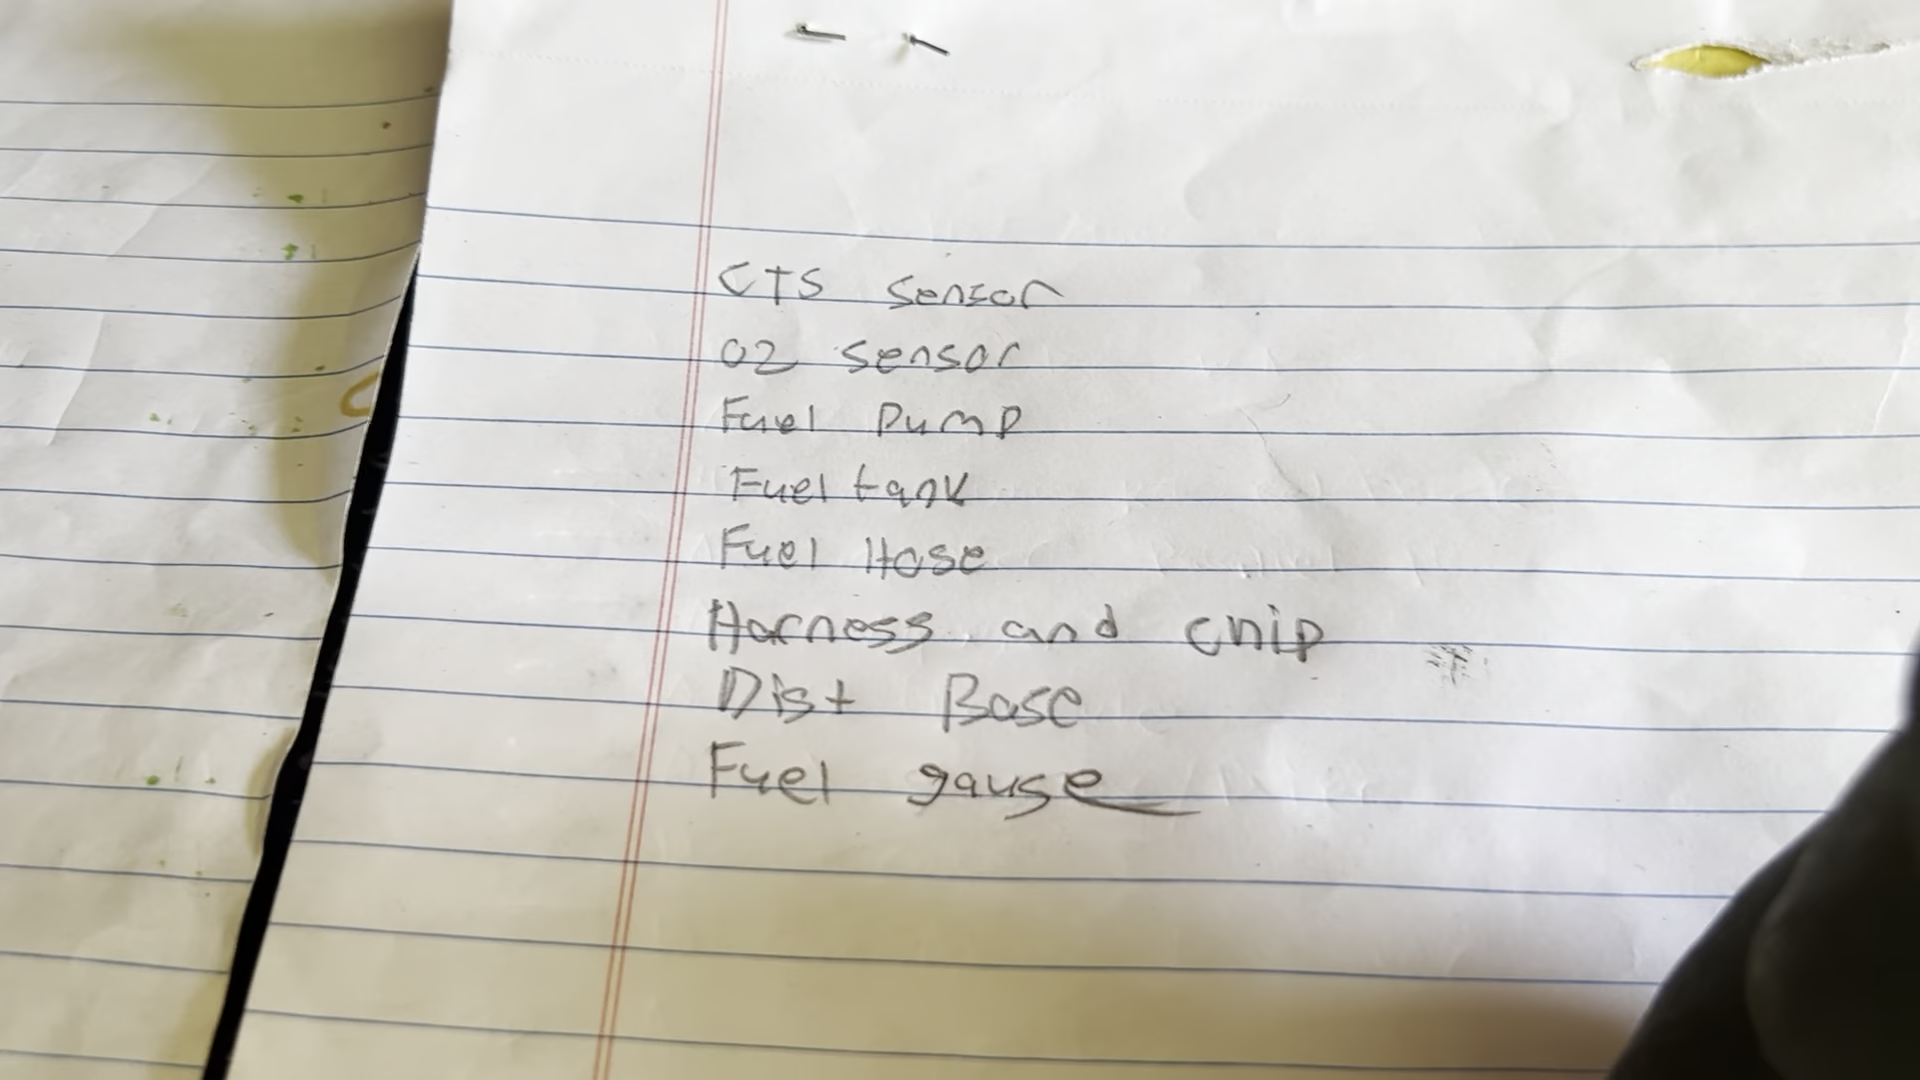 CTS Sensor
O2 Sensor
Fuel Pump
Fuel tank
Fuel Hose
Harness and chip
Dist Base
Fuel gauge